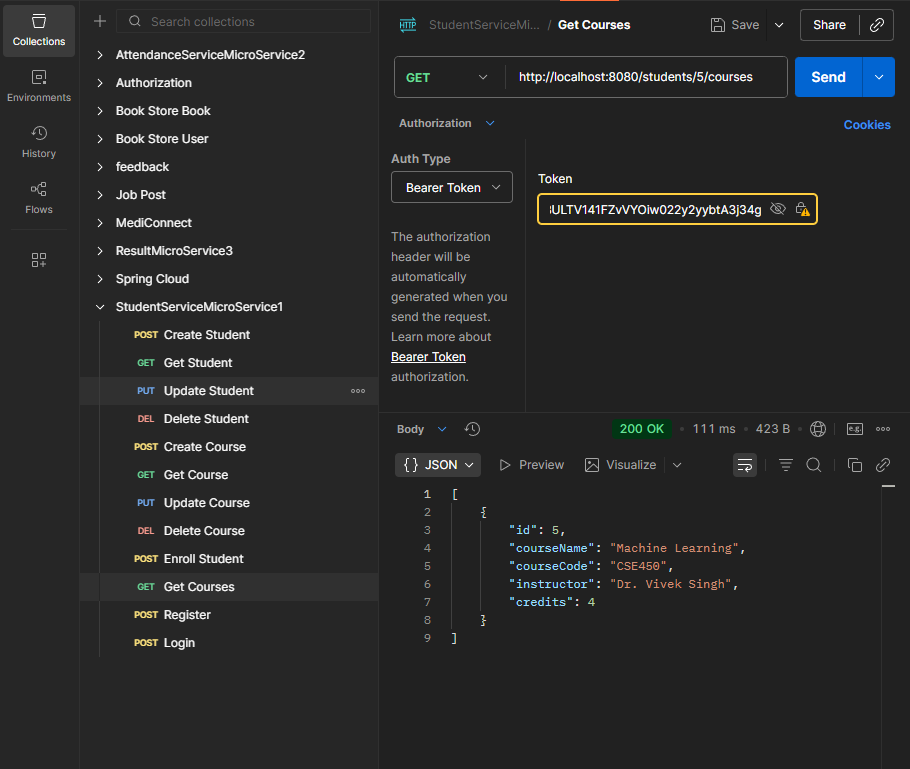 Collections
Environments
History
Flows
Search collections
AttendanceServiceMicroService2
Authorization
Book Store Book
Book Store User
feedback
Job Post
MediConnect
ResultMicroService3
Spring Cloud
StudentServiceMicroService1
POST Create Student
GET Get Student
PUT Update Student
DEL Delete Student
POST Create Course
GET Get Course
PUT Update Course
DEL Delete Course
POST Enroll Student
GET Get Courses
POST Register
POST Login
HTTP StudentServiceMi... / Get Courses Save Share
GET http://localhost:8080/students/5/courses Send
Authorization Cookies
Auth Type
Bearer Token
The authorization
header will be
automatically
generated when you
send the request.
Learn more about
Bearer Token
authorization.
Token
ULTV141FZvVYOiw022y2yybtA3j34g
Body 200 OK • 111 ms • 423 B • e.g.
{} JSON Preview Visualize
1 [
2 {
3 "id": 5,
4 "courseName": "Machine Learning",
5 "courseCode": "CSE450",
6 "instructor": "Dr. Vivek Singh",
7 "credits": 4
8 }
9 ]